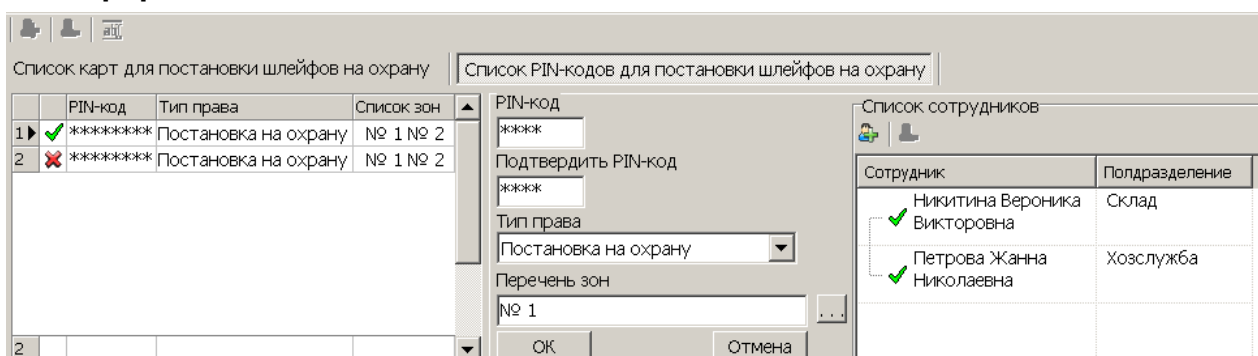 Список карт для постановки шлейфов на охрану Список PIN-кодов для постановки шлейфов на охрану
PIN-код Тип права Список зон
1 ******** Постановка на охрану № 1 № 2
2 ******** Постановка на охрану № 1 № 2
2
PIN-код
****
Подтвердить PIN-код
****
Тип права
Постановка на охрану
Перечень зон
№ 1
...
ОК Отмена
Список сотрудников
Сотрудник Полдразделение
Никитина Вероника Склад
Викторовна
Петрова Жанна Хозслужба
Николаевна